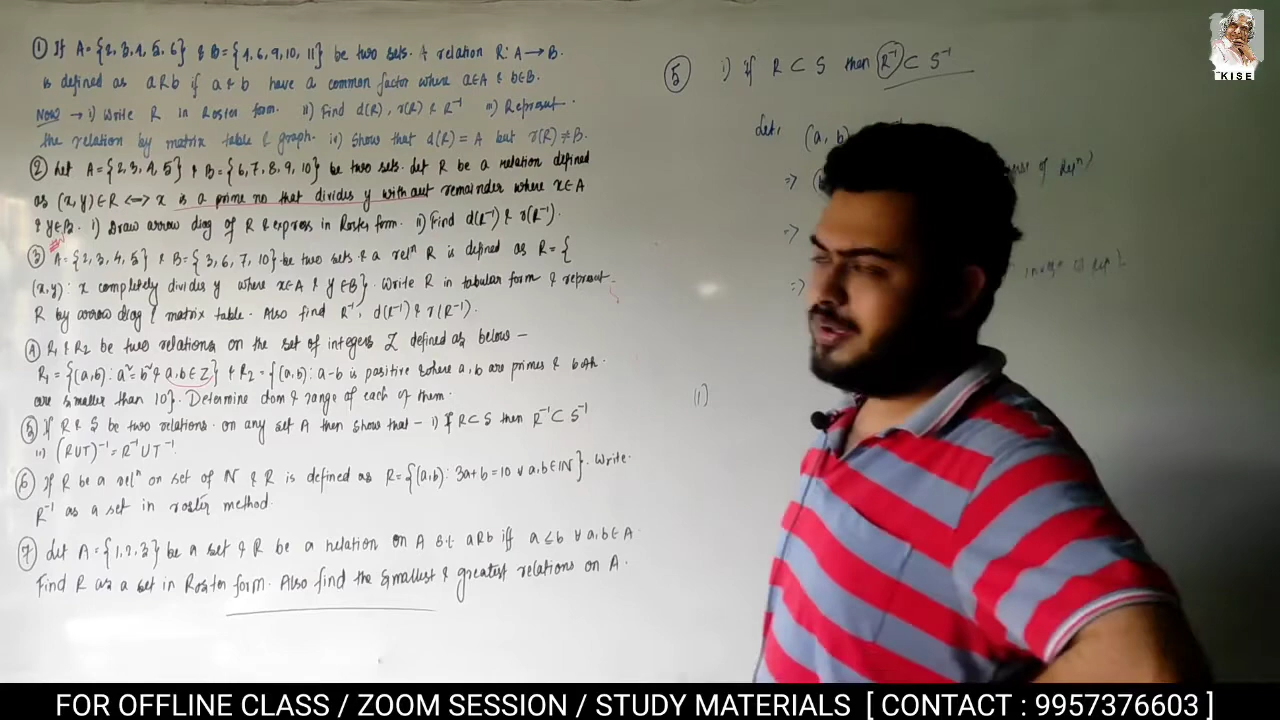 ① If A = {2, 3, 4, 5, 6} & B = {4, 6, 9, 10, 11} be two sets. A relation R: A → B.
is defined as aRb if a & b have a common factor where a∈A & b∈B.
Now → i) Write R in Roster form. ii) Find d(R), r(R) & R⁻¹ iii) Represent
the relation by matrix table & graph. iv) Show that d(R) = A but r(R) ≠ B.
② Let A = {2, 3, 4, 5} & B = {6, 7, 8, 9, 10} be two sets. Let R be a relation defined
as (x, y) ∈ R ⟺ x is a prime no that divides y without remainder where x∈A
& y∈B. i) Draw arrow diag of R & express in Roster form. ii) Find d(R⁻¹) & r(R⁻¹).
③ A = {2, 3, 4, 5} & B = {3, 6, 7, 10} be two sets & a relⁿ R is defined as R = {
(x, y): x completely divides y where x∈A & y∈B}. Write R in tabular form & represent
R by arrow diag & matrix table. Also find R⁻¹, d(R⁻¹) & r(R⁻¹).
④ R₁ & R₂ be two relations on the set of integers Z defined as below –
R₁ = {(a, b): a² = b² & a, b ∈ Z} & R₂ = {(a, b): a-b is positive where a, b are primes & both
are smaller than 10}. Determine dom & range of each of them.
⑤ If R & S be two relations on any set A then show that – i) If R ⊂ S then R⁻¹ ⊂ S⁻¹
ii) (RUT)⁻¹ = R⁻¹ U T⁻¹.
⑥ If R be a relⁿ on set of N & R is defined as R = {(a, b): 3a + b = 10 ∀ a, b ∈ IN}. Write
R⁻¹ as a set in roster method.
⑦ Let A = {1, 2, 3} be a set & R be a relation on A s.t aRb iff a ≤ b ∀ a, b ∈ A
Find R as a set in Roster form. Also find the smallest & greatest relations on A.
⑤ i) if R ⊂ S then R⁻¹ ⊂ S⁻¹
Let, (a, b)
⇒ of Relⁿ)
⇒
⇒
(ii)
KISE
FOR OFFLINE CLASS / ZOOM SESSION / STUDY MATERIALS [ CONTACT : 9957376603 ]